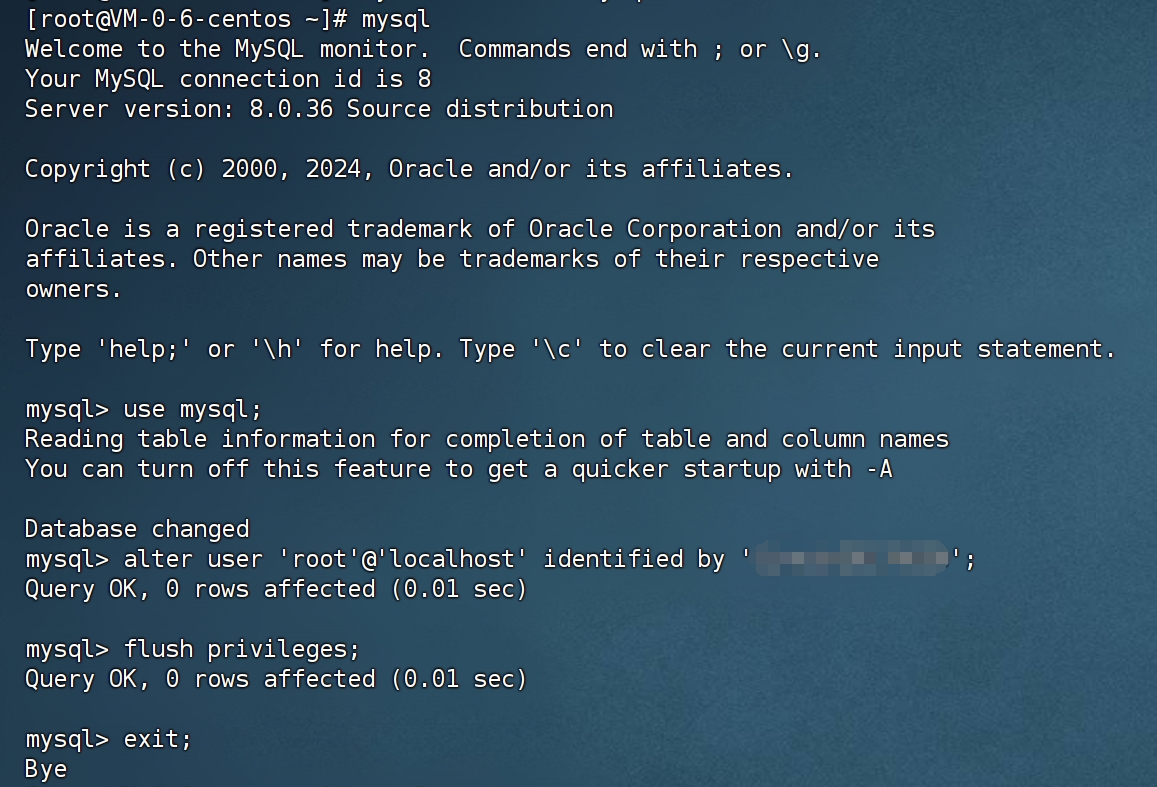 [root@VM-0-6-centos ~]# mysql
Welcome to the MySQL monitor.  Commands end with ; or \g.
Your MySQL connection id is 8
Server version: 8.0.36 Source distribution
Copyright (c) 2000, 2024, Oracle and/or its affiliates.
Oracle is a registered trademark of Oracle Corporation and/or its
affiliates. Other names may be trademarks of their respective
owners.
Type 'help;' or '\h' for help. Type '\c' to clear the current input statement.
mysql> use mysql;
Reading table information for completion of table and column names
You can turn off this feature to get a quicker startup with -A
Database changed
mysql> alter user 'root'@'localhost' identified by '';
Query OK, 0 rows affected (0.01 sec)
mysql> flush privileges;
Query OK, 0 rows affected (0.01 sec)
mysql> exit;
Bye